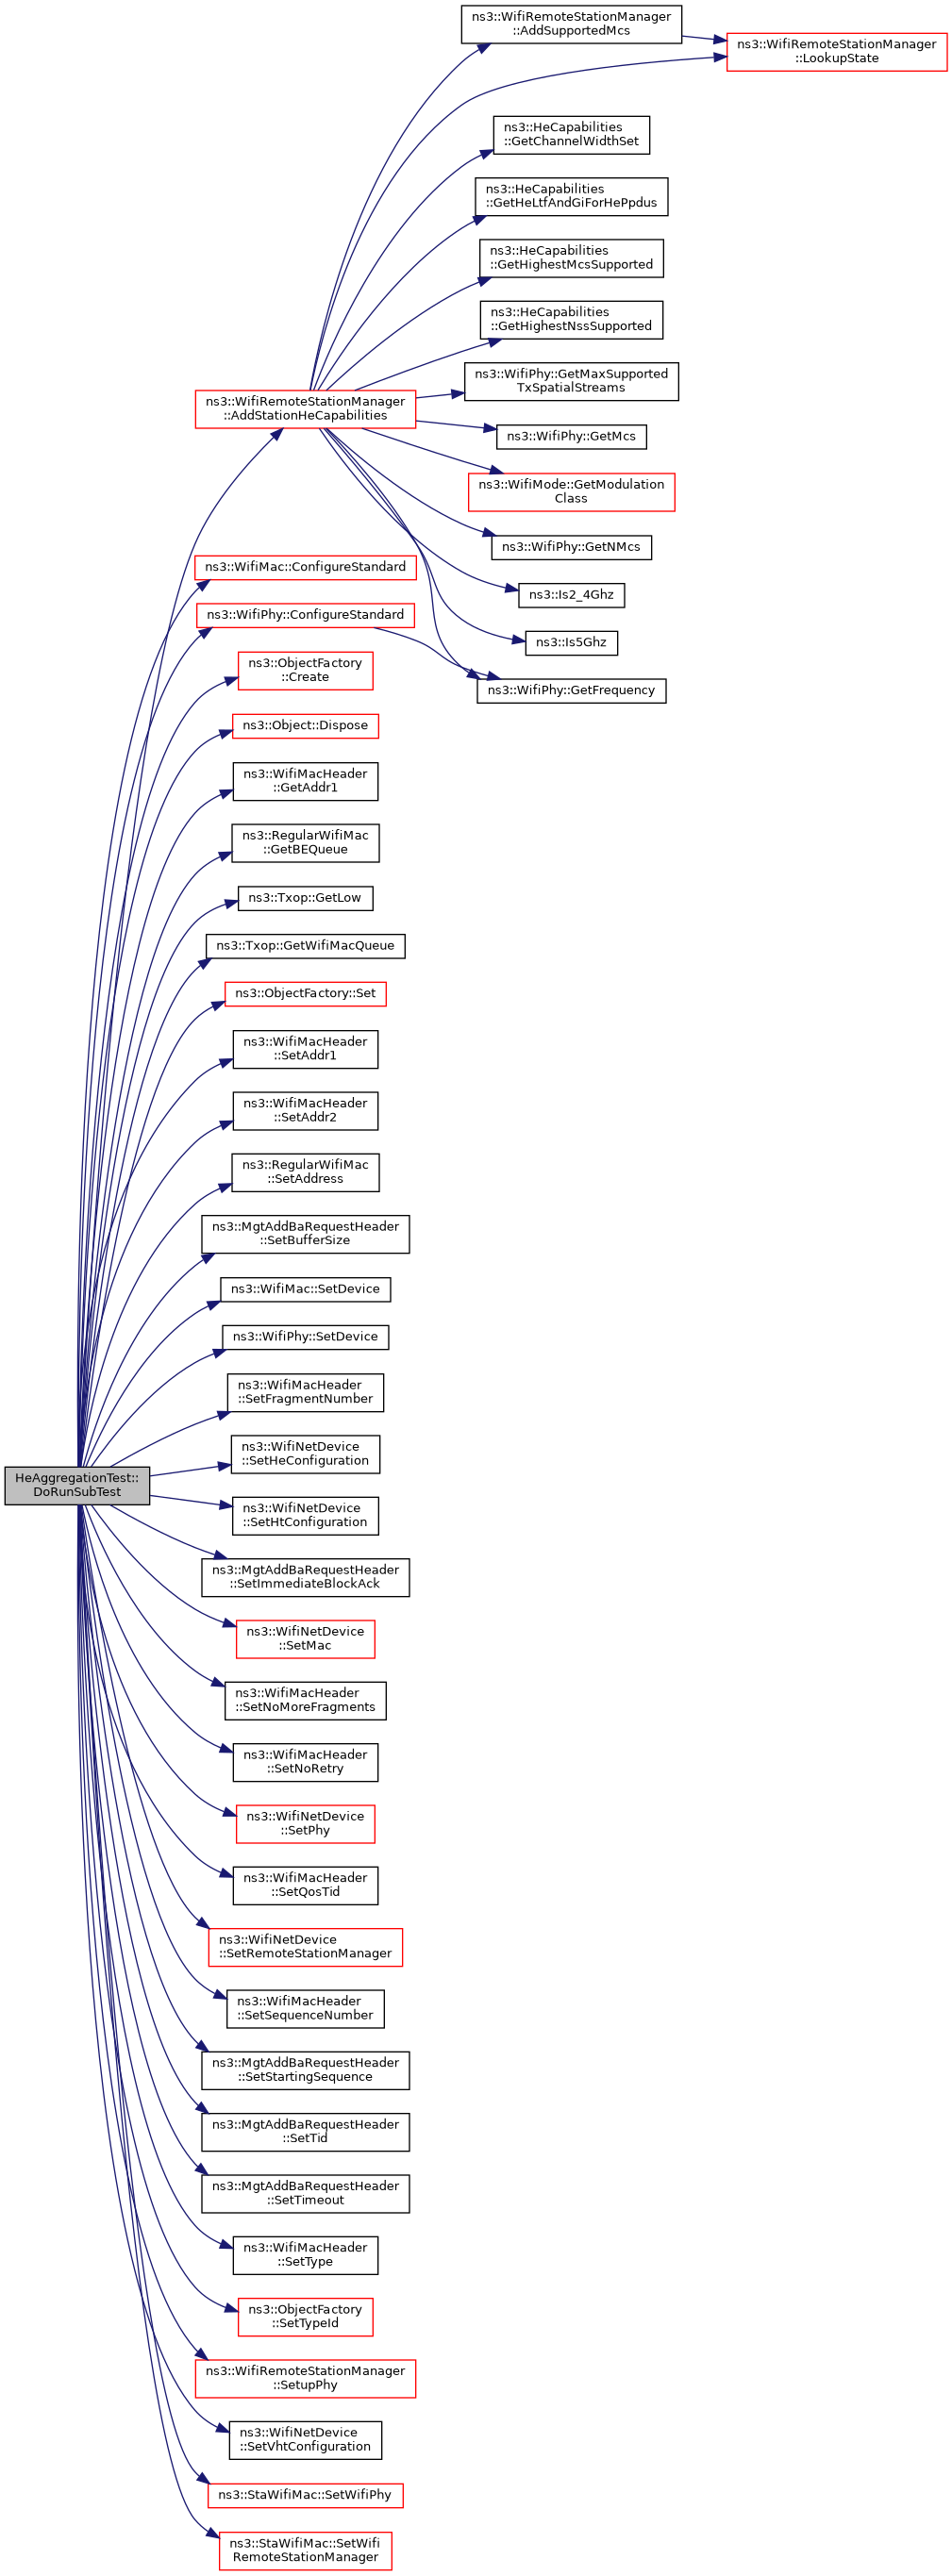 ns3::WifiRemoteStationManager
::AddSupportedMcs
ns3::WifiRemoteStationManager
::LookupState
ns3::HeCapabilities
::GetChannelWidthSet
ns3::HeCapabilities
::GetHeLtfAndGiForHePpdus
ns3::HeCapabilities
::GetHighestMcsSupported
ns3::HeCapabilities
::GetHighestNssSupported
ns3::WifiPhy::GetMaxSupported
TxSpatialStreams
ns3::WifiRemoteStationManager
::AddStationHeCapabilities
ns3::WifiPhy::GetMcs
ns3::WifiMode::GetModulation
Class
ns3::WifiPhy::GetNMcs
ns3::WifiMac::ConfigureStandard
ns3::Is2_4Ghz
ns3::WifiPhy::ConfigureStandard
ns3::Is5Ghz
ns3::ObjectFactory
::Create
ns3::WifiPhy::GetFrequency
ns3::Object::Dispose
ns3::WifiMacHeader
::GetAddr1
ns3::RegularWifiMac
::GetBEQueue
ns3::Txop::GetLow
ns3::Txop::GetWifiMacQueue
ns3::ObjectFactory::Set
ns3::WifiMacHeader
::SetAddr1
ns3::WifiMacHeader
::SetAddr2
ns3::RegularWifiMac
::SetAddress
ns3::MgtAddBaRequestHeader
::SetBufferSize
ns3::WifiMac::SetDevice
ns3::WifiPhy::SetDevice
ns3::WifiMacHeader
::SetFragmentNumber
ns3::WifiNetDevice
::SetHeConfiguration
HeAggregationTest::
DoRunSubTest
ns3::WifiNetDevice
::SetHtConfiguration
ns3::MgtAddBaRequestHeader
::SetImmediateBlockAck
ns3::WifiNetDevice
::SetMac
ns3::WifiMacHeader
::SetNoMoreFragments
ns3::WifiMacHeader
::SetNoRetry
ns3::WifiNetDevice
::SetPhy
ns3::WifiMacHeader
::SetQosTid
ns3::WifiNetDevice
::SetRemoteStationManager
ns3::WifiMacHeader
::SetSequenceNumber
ns3::MgtAddBaRequestHeader
::SetStartingSequence
ns3::MgtAddBaRequestHeader
::SetTid
ns3::MgtAddBaRequestHeader
::SetTimeout
ns3::WifiMacHeader
::SetType
ns3::ObjectFactory
::SetTypeId
ns3::WifiRemoteStationManager
::SetupPhy
ns3::WifiNetDevice
::SetVhtConfiguration
ns3::StaWifiMac::SetWifiPhy
ns3::StaWifiMac::SetWifi
RemoteStationManager